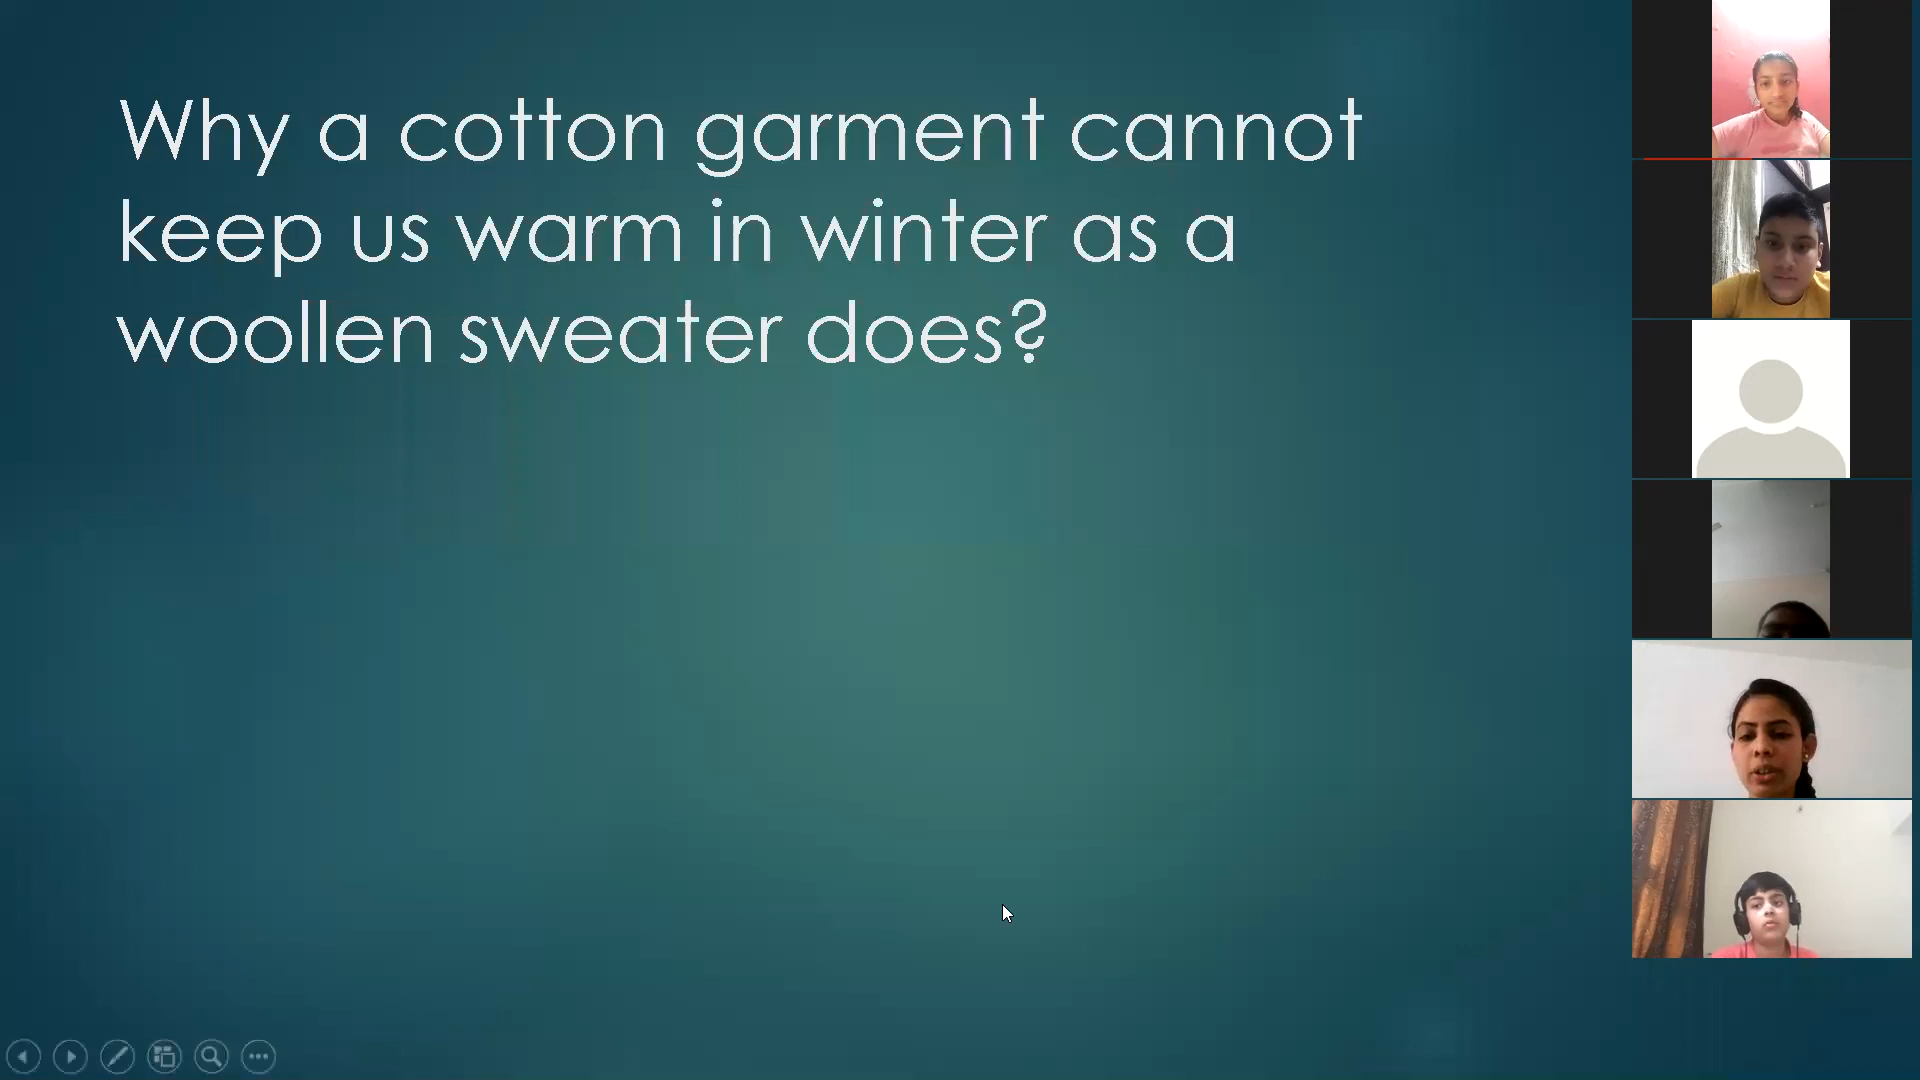 Why a cotton garment cannot
keep us warm in winter as a
woollen sweater does?